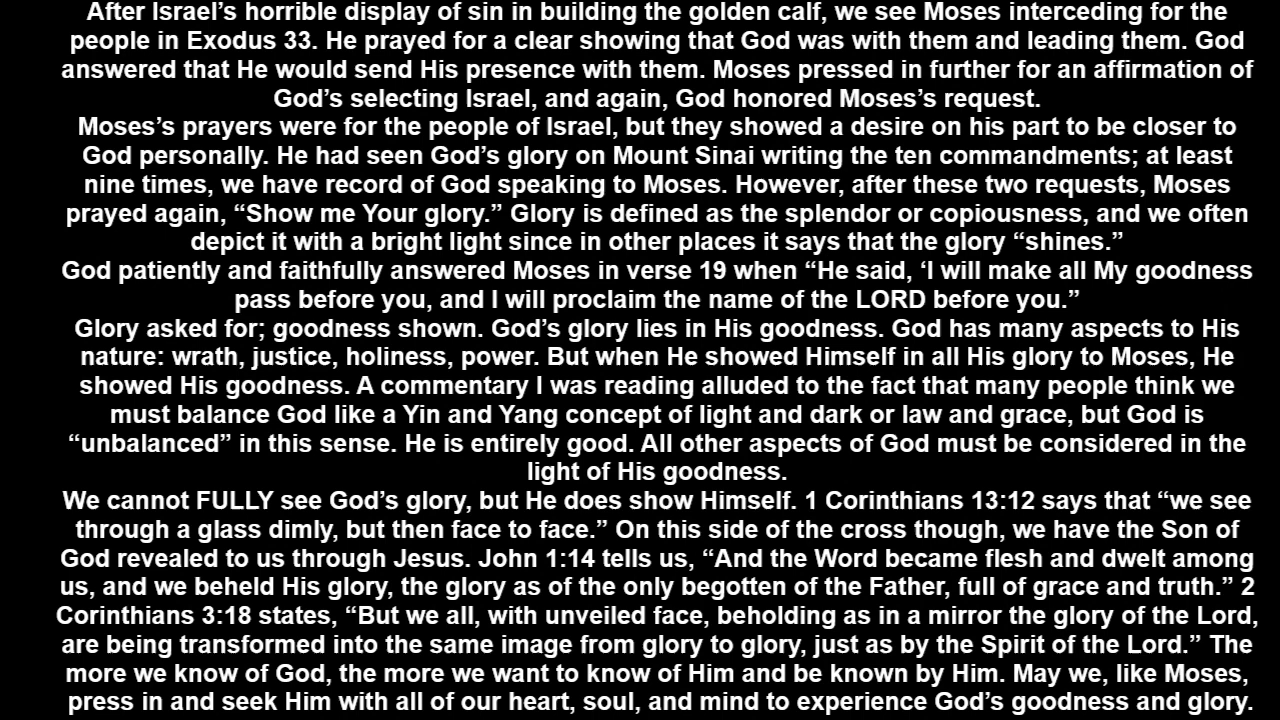 After Israel’s horrible display of sin in building the golden calf, we see Moses interceding for the
people in Exodus 33. He prayed for a clear showing that God was with them and leading them. God
answered that He would send His presence with them. Moses pressed in further for an affirmation of
God’s selecting Israel, and again, God honored Moses’s request.
Moses’s prayers were for the people of Israel, but they showed a desire on his part to be closer to
God personally. He had seen God’s glory on Mount Sinai writing the ten commandments; at least
nine times, we have record of God speaking to Moses. However, after these two requests, Moses
prayed again, “Show me Your glory.” Glory is defined as the splendor or copiousness, and we often
depict it with a bright light since in other places it says that the glory “shines.”
God patiently and faithfully answered Moses in verse 19 when “He said, ‘I will make all My goodness
pass before you, and I will proclaim the name of the LORD before you.”
Glory asked for; goodness shown. God’s glory lies in His goodness. God has many aspects to His
nature: wrath, justice, holiness, power. But when He showed Himself in all His glory to Moses, He
showed His goodness. A commentary I was reading alluded to the fact that many people think we
must balance God like a Yin and Yang concept of light and dark or law and grace, but God is
“unbalanced” in this sense. He is entirely good. All other aspects of God must be considered in the
light of His goodness.
We cannot FULLY see God’s glory, but He does show Himself. 1 Corinthians 13:12 says that “we see
through a glass dimly, but then face to face.” On this side of the cross though, we have the Son of
God revealed to us through Jesus. John 1:14 tells us, “And the Word became flesh and dwelt among
us, and we beheld His glory, the glory as of the only begotten of the Father, full of grace and truth.” 2
Corinthians 3:18 states, “But we all, with unveiled face, beholding as in a mirror the glory of the Lord,
are being transformed into the same image from glory to glory, just as by the Spirit of the Lord.” The
more we know of God, the more we want to know of Him and be known by Him. May we, like Moses,
press in and seek Him with all of our heart, soul, and mind to experience God’s goodness and glory.